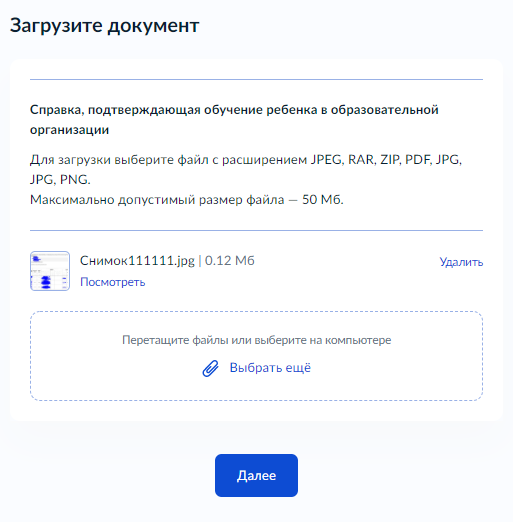 Загрузите документ
Справка, подтверждающая обучение ребенка в образовательной
организации
Для загрузки выберите файл с расширением JPEG, RAR, ZIP, PDF, JPG,
JPG, PNG.
Максимально допустимый размер файла — 50 Мб.
Снимок111111.jpg | 0.12 Мб
Удалить
Посмотреть
Перетащите файлы или выберите на компьютере
Выбрать ещё
Далее